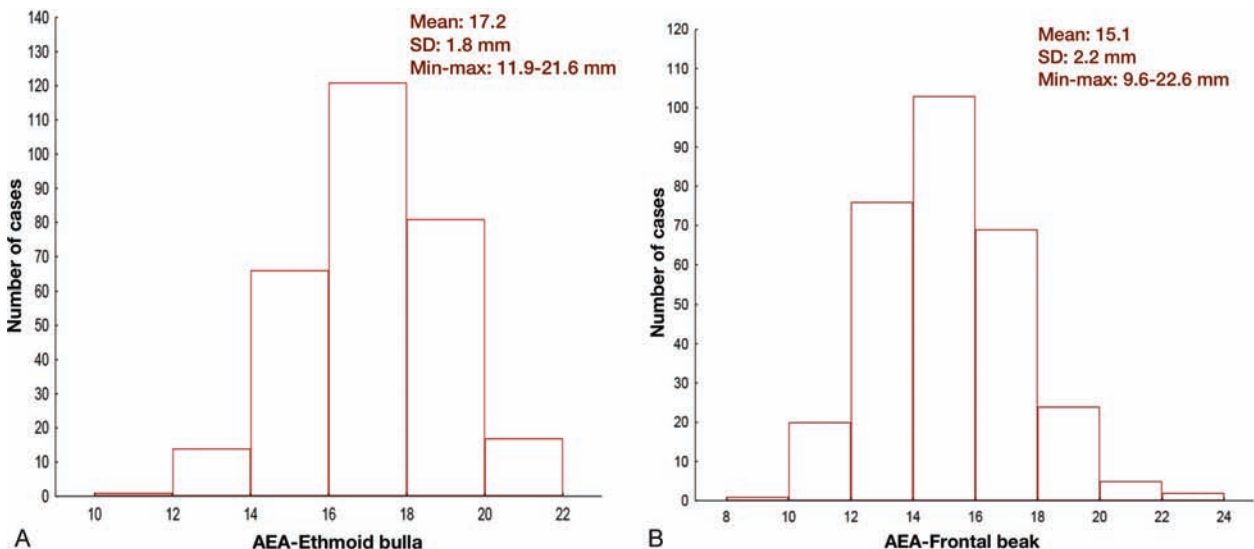 Mean: 17.2
SD: 1.8 mm
Min-max: 11.9-21.6 mm
Number of cases
140
130
120
110
100
90
80
70
60
50
40
30
20
10
0
10 12 14 16 18 20 22
A
AEA-Ethmoid bulla
Mean: 15.1
SD: 2.2 mm
Min-max: 9.6-22.6 mm
Number of cases
120
110
100
90
80
70
60
50
40
30
20
10
0
8 10 12 14 16 18 20 22 24
B
AEA-Frontal beak